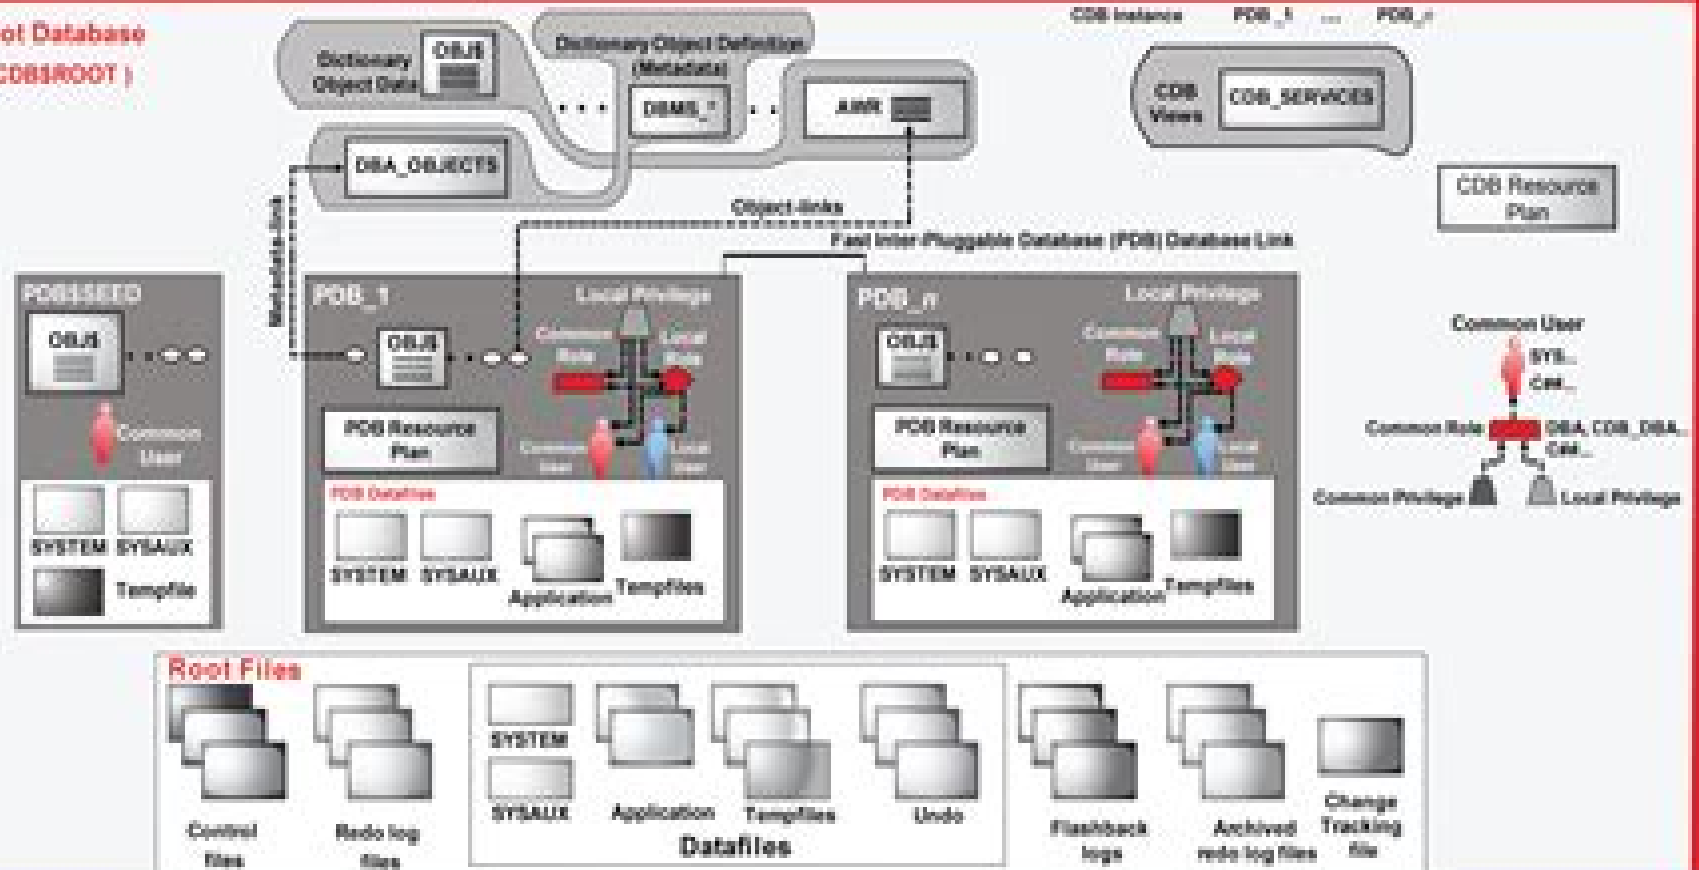 ot Database
CDB$ROOT )
CDB Instance PDB_1 ... PDB_n
Dictionary
Object Data
OBJ$
Dictionary Object Definition
(Metadata)
DBMS_*
AWR
DBA_OBJECTS
CDB
Views
CDB_SERVICES
CDB Resource
Plan
Metadata-link
Object-links
Fast Inter-Pluggable Database (PDB) Database Link
PDB$SEED
OBJ$
Common
User
SYSTEM SYSAUX
Tempfile
PDB_1
Local Privilege
OBJ$
Common
Role
Local
Role
PDB Resource
Plan
Common
User
Local
User
PDB Datafiles
SYSTEM SYSAUX
Application
Tempfiles
PDB_n
Local Privilege
OBJ$
Common
Role
Local
Role
PDB Resource
Plan
Common
User
Local
User
PDB Datafiles
SYSTEM SYSAUX
Application
Tempfiles
Common User
SYS...
C##...
Common Role
DBA, CDB_DBA...
C##...
Common Privilege
Local Privilege
Root Files
Control
files
Redo log
files
SYSTEM
SYSAUX
Application
Tempfiles
Undo
Datafiles
Flashback
logs
Archived
redo log files
Change
Tracking
file